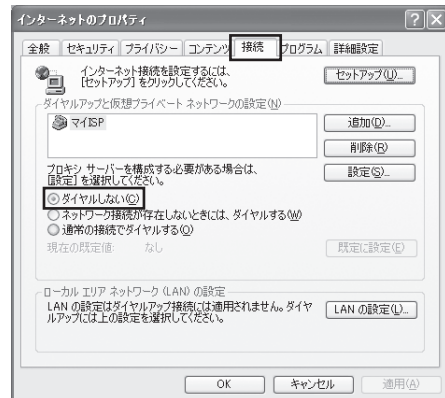 インターネットのプロパティ
全般 セキュリティ プライバシー コンテンツ 接続 プログラム 詳細設定
インターネット接続を設定するには、
[セットアップ] をクリックしてください。
セットアップ(U)...
ダイヤルアップと仮想プライベート ネットワークの設定(N)
マイISP
追加(D)...
削除(R)
プロキシ サーバーを構成する必要がある場合は、
[設定] を選択してください。
設定(S)...
ダイヤルしない(C)
ネットワーク接続が存在しないときには、ダイヤルする(W)
通常の接続でダイヤルする(O)
現在の既定値: なし
既定に設定(E)
ローカル エリア ネットワーク (LAN) の設定
LAN の設定はダイヤルアップ接続には適用されません。ダイヤ
ルアップには上の設定を選択してください。
LAN の設定(L)...
OK キャンセル 適用(A)